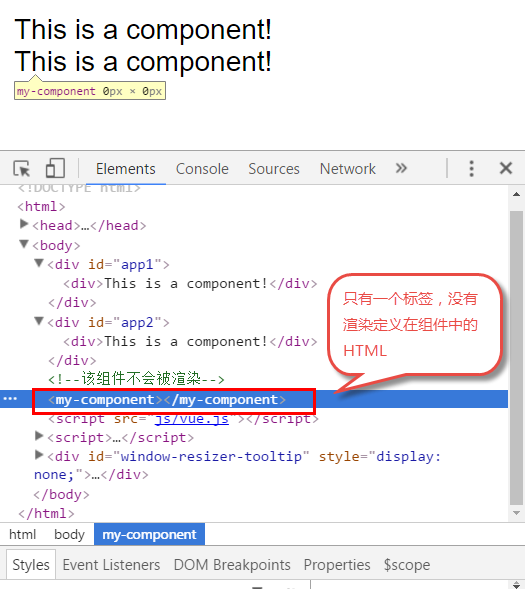 This is a component!
This is a component!
my-component 0px × 0px
Elements Console Sources Network »
<!DOCTYPE html>
<html>
<head>…</head>
<body>
<div id="app1">
<div>This is a component!</div>
</div>
<div id="app2">
<div>This is a component!</div>
</div>
<!--该组件不会被渲染-->
<my-component></my-component>
<script src="js/vue.js"></script>
<script>…</script>
<div id="window-resizer-tooltip" style="display:
none;">…</div>
</body>
</html>
只有一个标签，没有
渲染定义在组件中的
HTML
html body my-component
Styles Event Listeners DOM Breakpoints Properties $scope